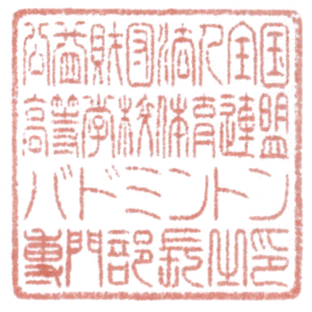 公益財団法人全国
高等学校体育連盟
バドミントン
専門部長之印